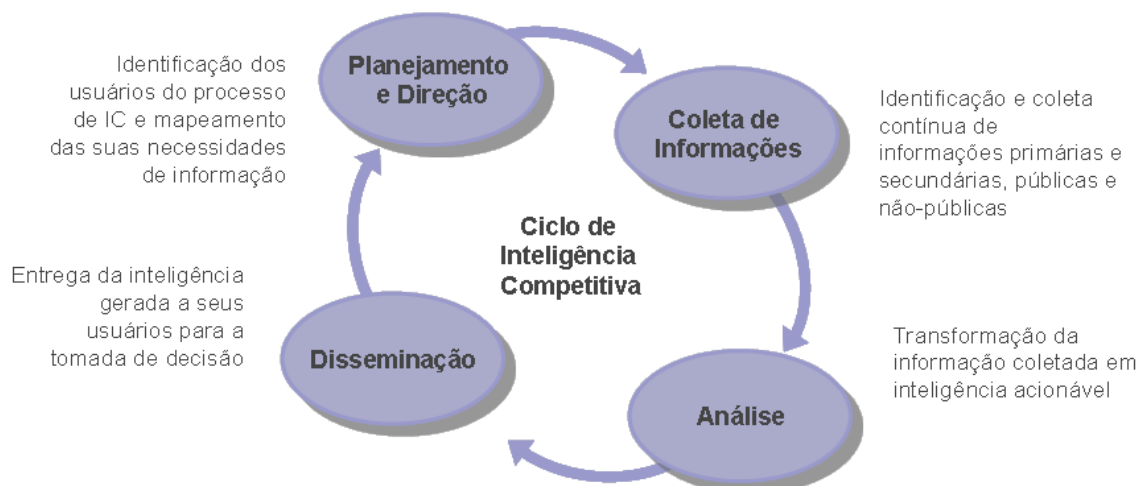 Planejamento
e Direção
Identificação dos
usuários do processo
de IC e mapeamento
das suas necessidades
de informação
Coleta de
Informações
Identificação e coleta
contínua de
informações primárias e
secundárias, públicas e
não-públicas
Ciclo de
Inteligência
Competitiva
Entrega da inteligência
gerada a seus
usuários para a
tomada de decisão
Disseminação
Transformação da
informação coletada em
inteligência acionável
Análise